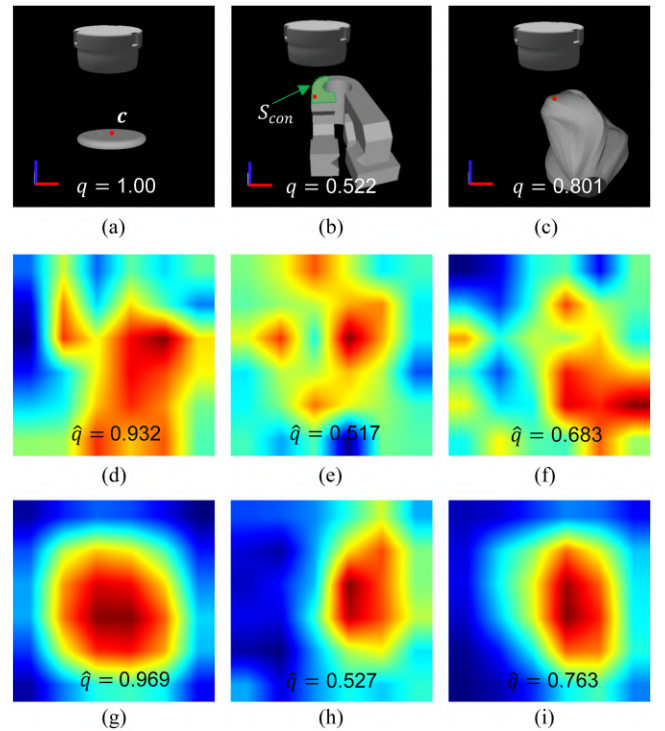 c
S_con
q = 1.00
q = 0.522
q = 0.801
(a)
(b)
(c)
q̂ = 0.932
q̂ = 0.517
q̂ = 0.683
(d)
(e)
(f)
q̂ = 0.969
q̂ = 0.527
q̂ = 0.763
(g)
(h)
(i)